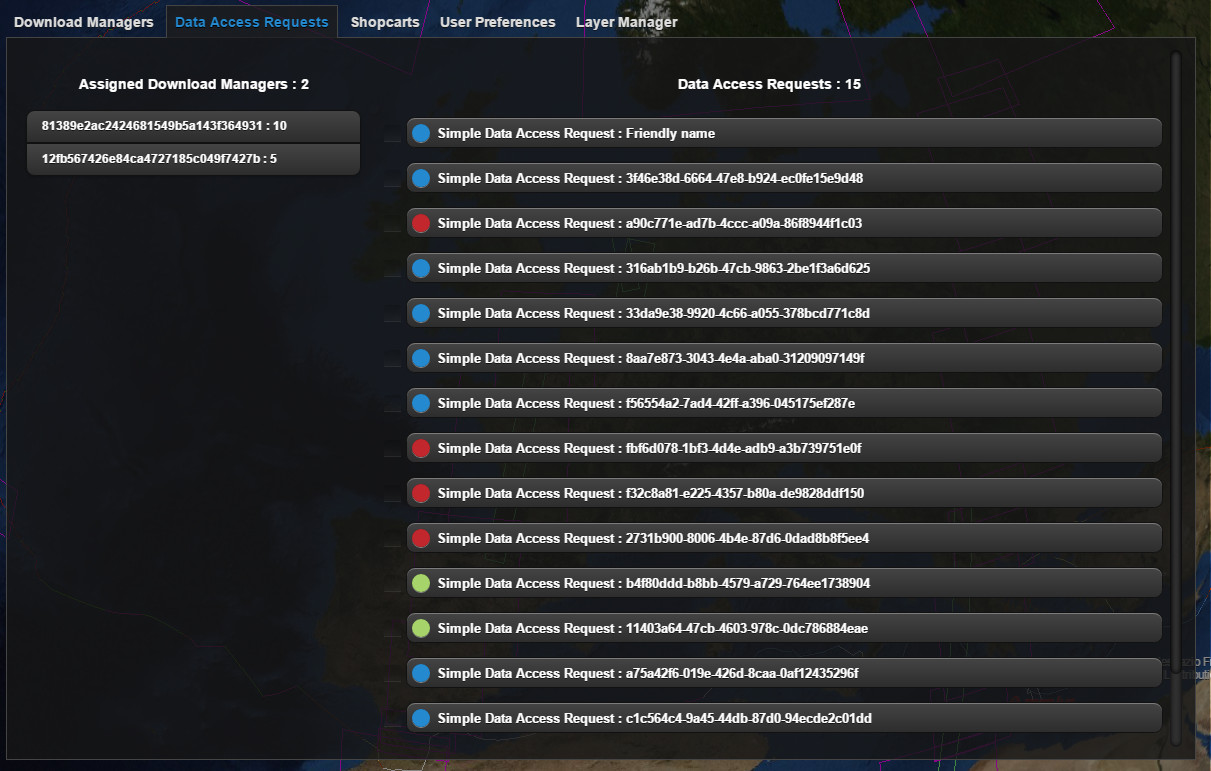 Download Managers Data Access Requests Shopcarts User Preferences Layer Manager
Assigned Download Managers : 2
81389e2ac2424681549b5a143f364931 : 10
12fb567426e84ca4727185c049f7427b : 5
Data Access Requests : 15
Simple Data Access Request : Friendly name
Simple Data Access Request : 3f46e38d-6664-47e8-b924-ec0fe15e9d48
Simple Data Access Request : a90c771e-ad7b-4ccc-a09a-86f8944f1c03
Simple Data Access Request : 316ab1b9-b26b-47cb-9863-2be1f3a6d625
Simple Data Access Request : 33da9e38-9920-4c66-a055-378bcd771c8d
Simple Data Access Request : 8aa7e873-3043-4e4a-aba0-31209097149f
Simple Data Access Request : f56554a2-7ad4-42ff-a396-045175ef287e
Simple Data Access Request : fbf6d078-1bf3-4d4e-adb9-a3b739751e0f
Simple Data Access Request : f32c8a81-e225-4357-b80a-de9828ddf150
Simple Data Access Request : 2731b900-8006-4b4e-87d6-0dad8b8f5ee4
Simple Data Access Request : b4f80ddd-b8bb-4579-a729-764ee1738904
Simple Data Access Request : 11403a64-47cb-4603-978c-0dc786884eae
Simple Data Access Request : a75a42f6-019e-426d-8caa-0af12435296f
Simple Data Access Request : c1c564c4-9a45-44db-87d0-94ecde2c01dd